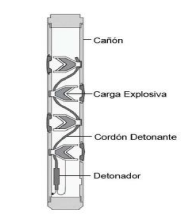 Cañón
Carga Explosiva
Cordón Detonante
Detonador